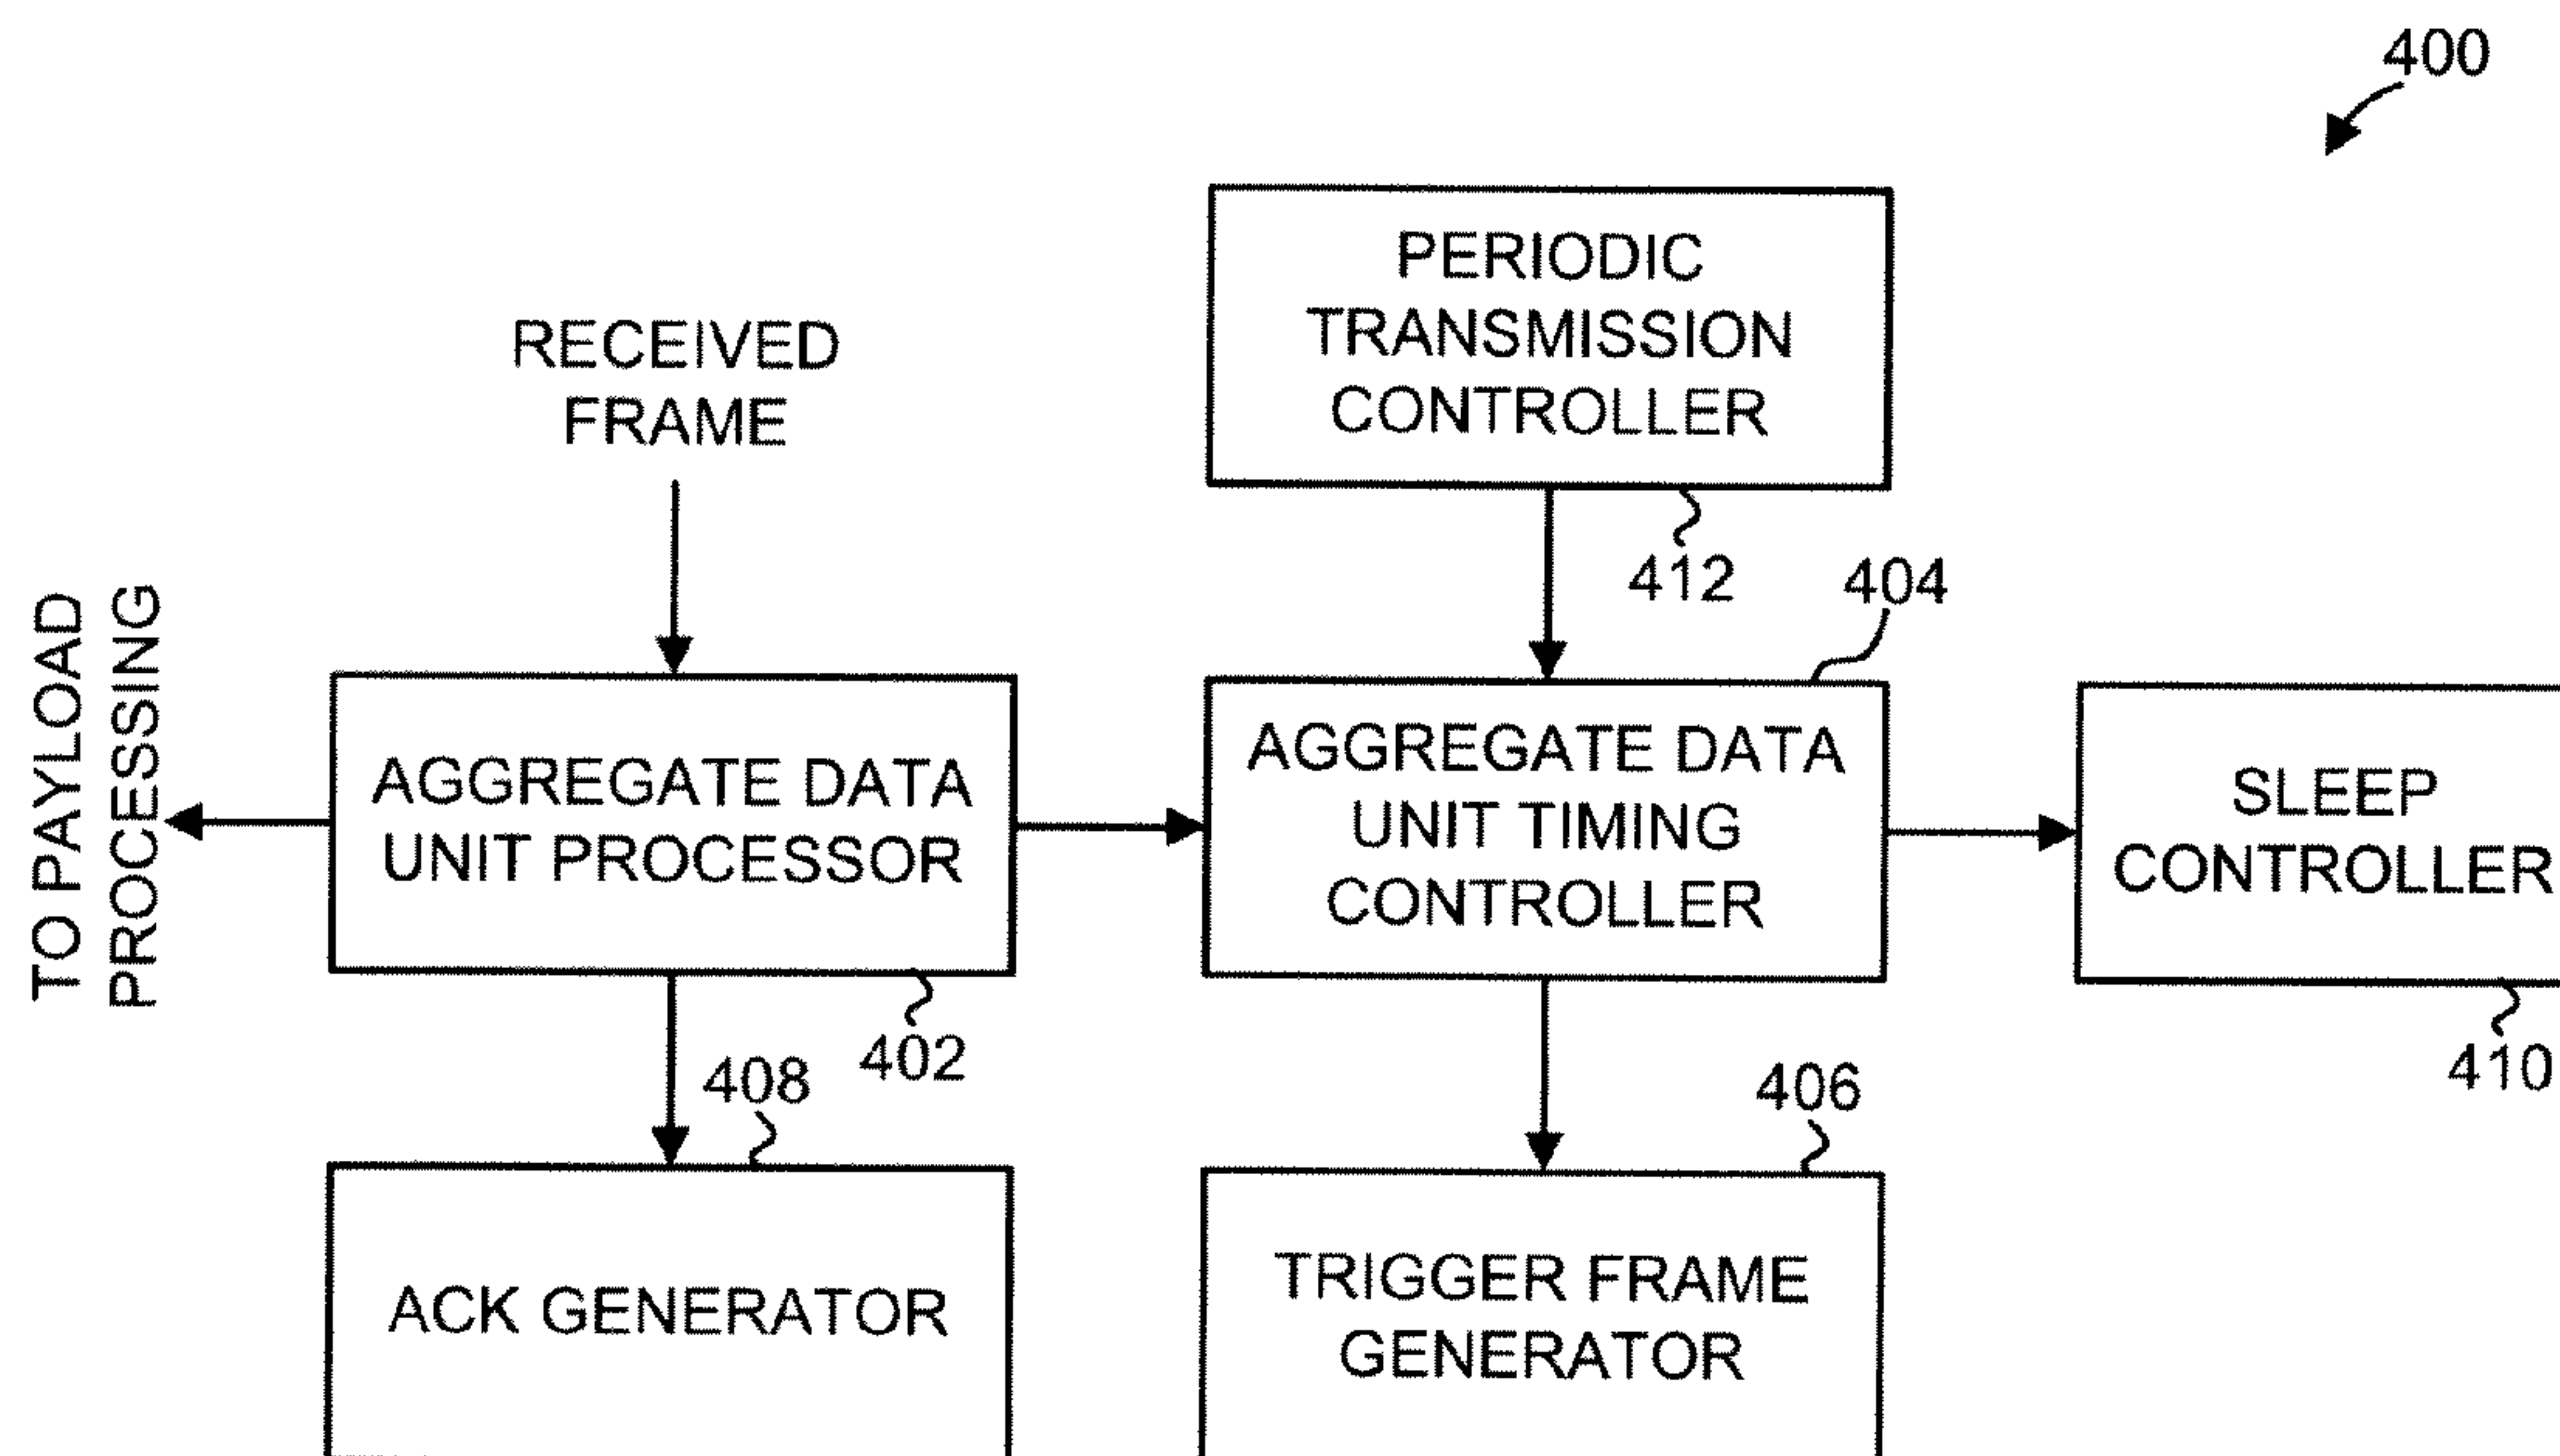 400
PERIODIC
TRANSMISSION
CONTROLLER
412
RECEIVED
FRAME
404
TO PAYLOAD
PROCESSING
AGGREGATE DATA
UNIT PROCESSOR
402
AGGREGATE DATA
UNIT TIMING
CONTROLLER
SLEEP
CONTROLLER
410
408
406
ACK GENERATOR
TRIGGER FRAME
GENERATOR